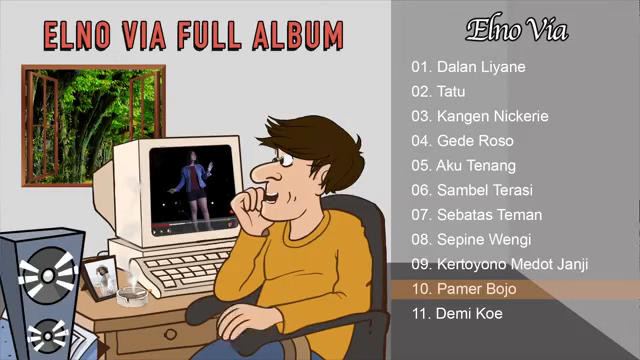 ELNO VIA FULL ALBUM
Elno Via
01. Dalan Liyane
02. Tatu
03. Kangen Nickerie
04. Gede Roso
05. Aku Tenang
06. Sambel Terasi
07. Sebatas Teman
08. Sepine Wengi
09. Kertoyono Medot Janji
10. Pamer Bojo
11. Demi Koe